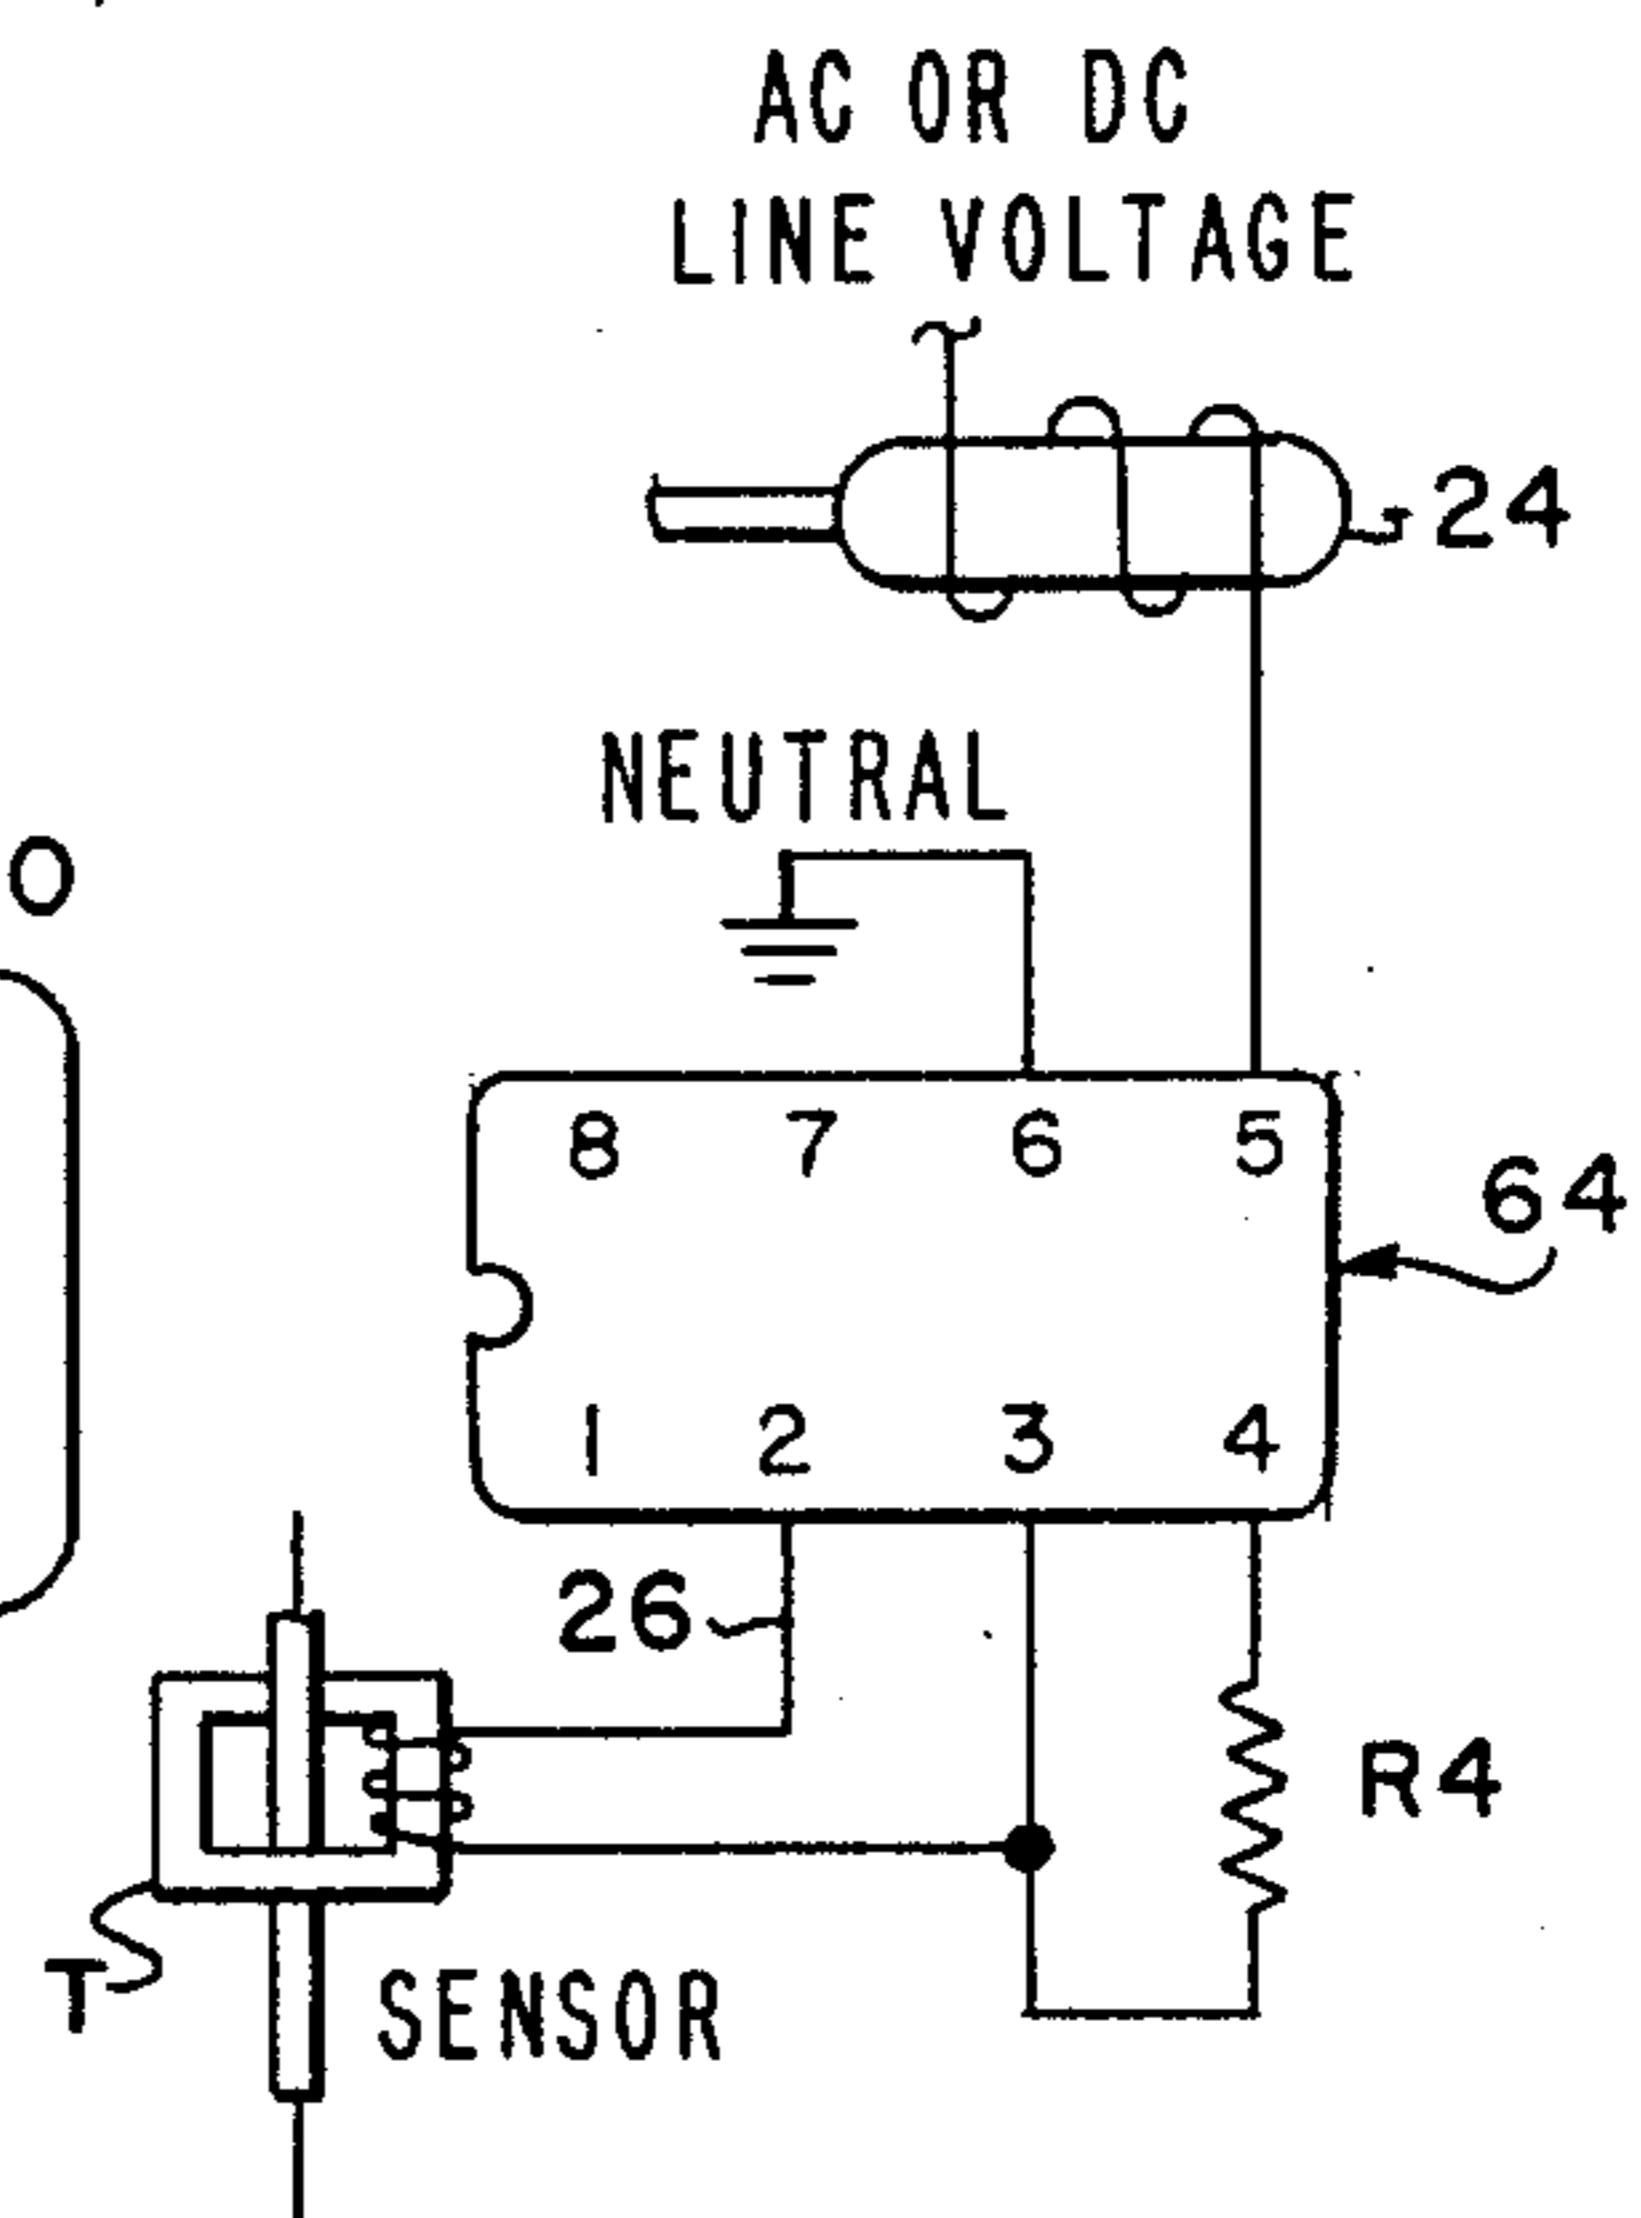 AC OR DC
LINE VOLTAGE
24
NEUTRAL
O
8 7 6 5
64
1 2 3 4
26
R4
T
SENSOR